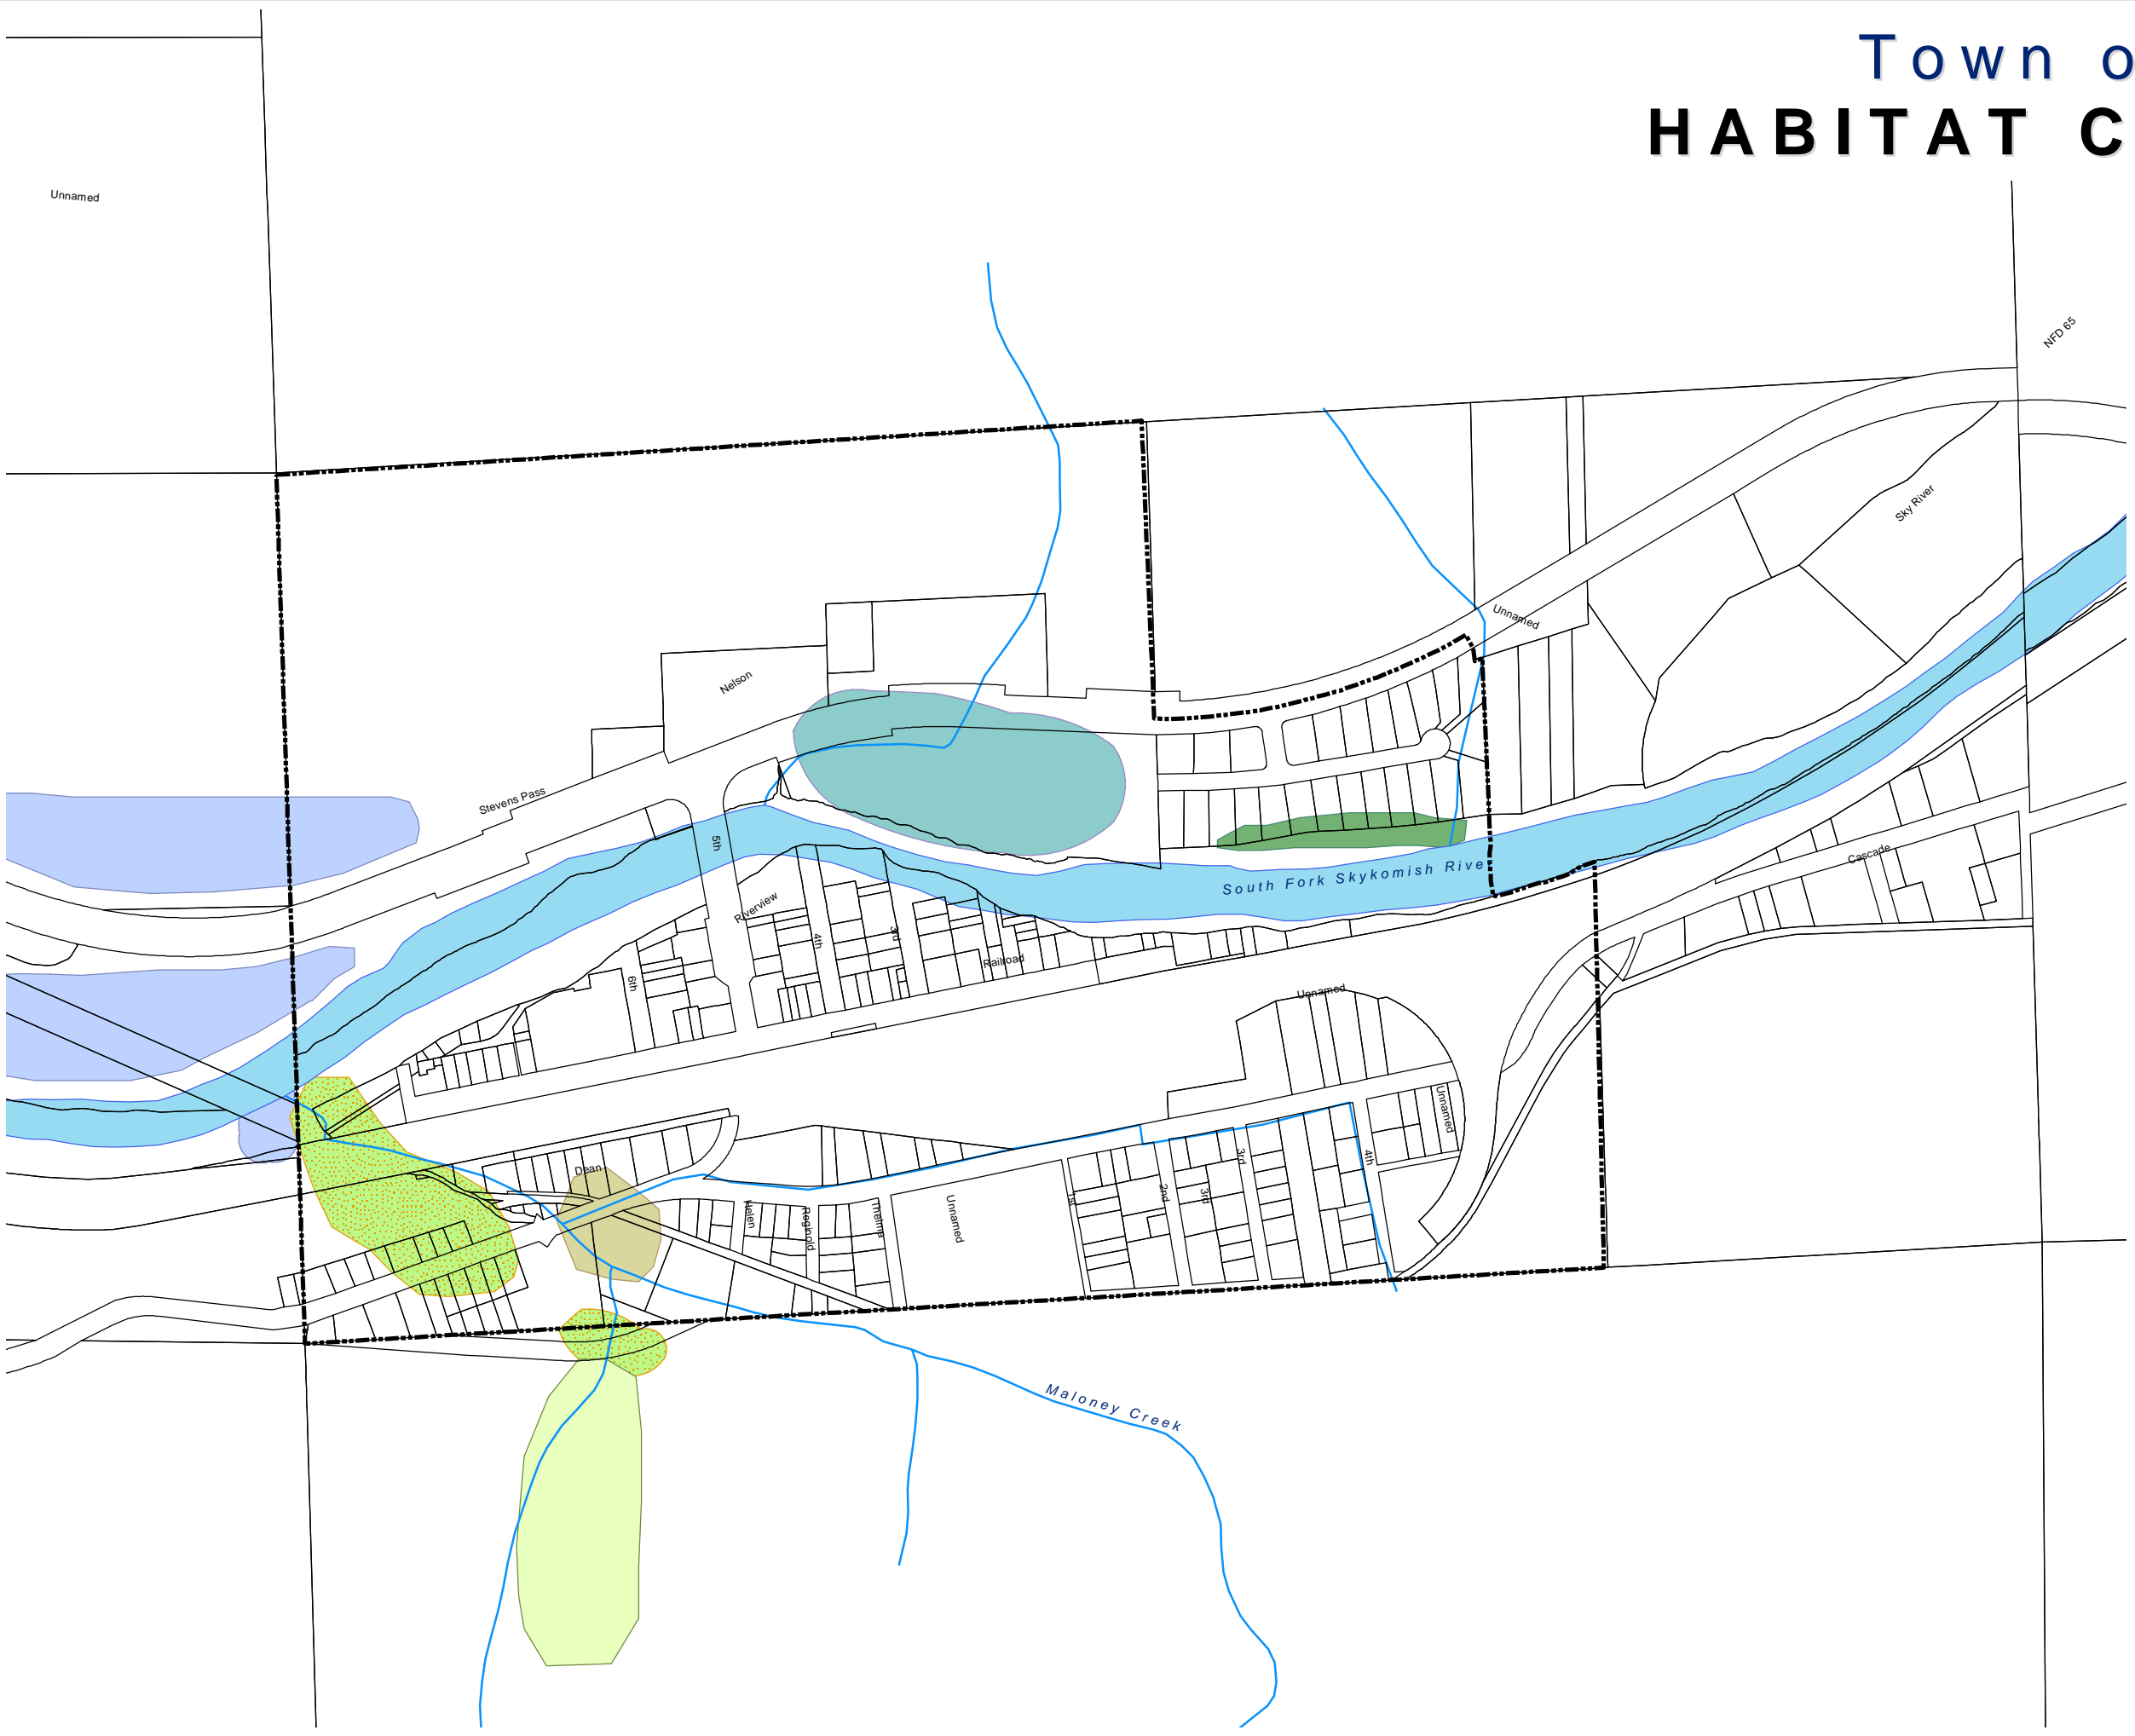 Town o
HABITAT C
Unnamed
NFD 65
Sky River
Unnamed
Nelson
Stevens Pass
5th
South Fork Skykomish River
Cascade
Riverview
4th
3rd
Railroad
6th
Unnamed
Unnamed
Dean
3rd
4th
1st
2nd
3rd
Helen
Reginold
Thelma
Unnamed
Maloney Creek